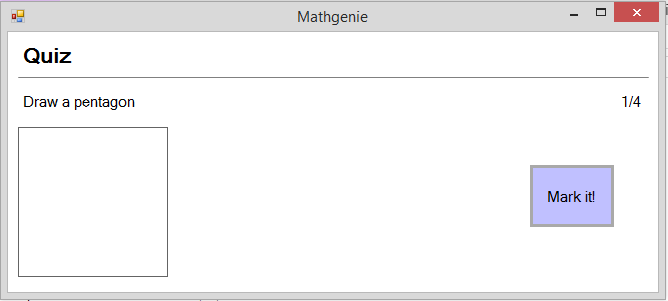 Mathgenie
Quiz
Draw a pentagon
1/4
Mark it!